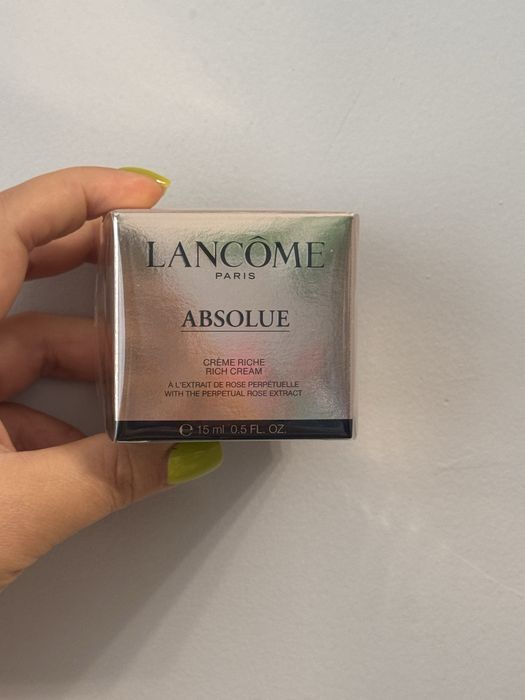 LANCÔME
PARIS
ABSOLUE
CRÈME RICHE
RICH CREAM
À L'EXTRAIT DE ROSE PERPÉTUELLE
WITH THE PERPETUAL ROSE EXTRACT
℮ 15 ml 0.5 FL. OZ.